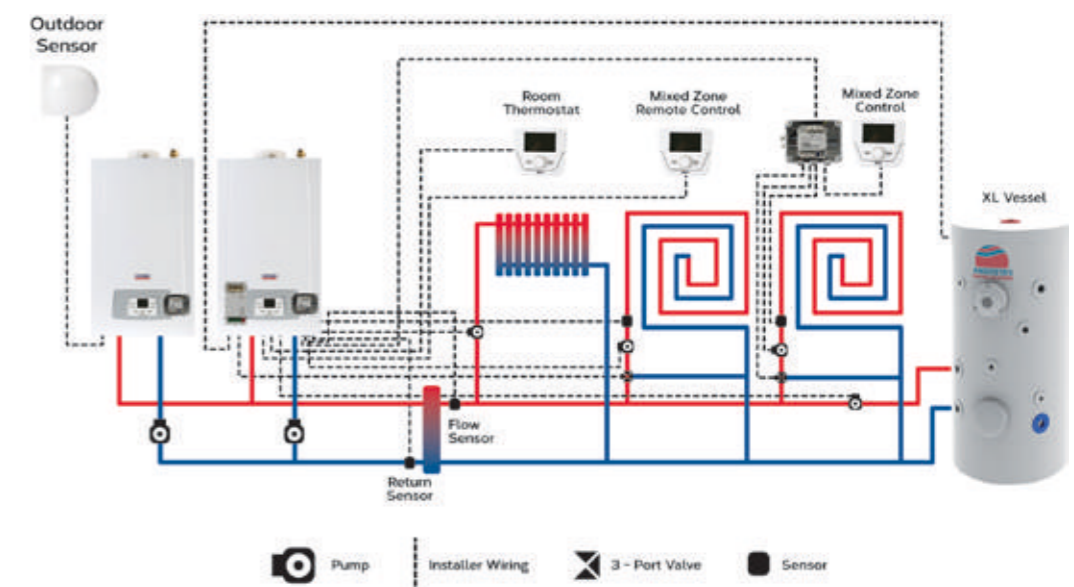 Outdoor
Sensor
Room
Thermostat
Mixed Zone
Remote Control
Mixed Zone
Control
XL Vessel
Flow
Sensor
Return
Sensor
Pump
Installer Wiring
3 - Port Valve
Sensor